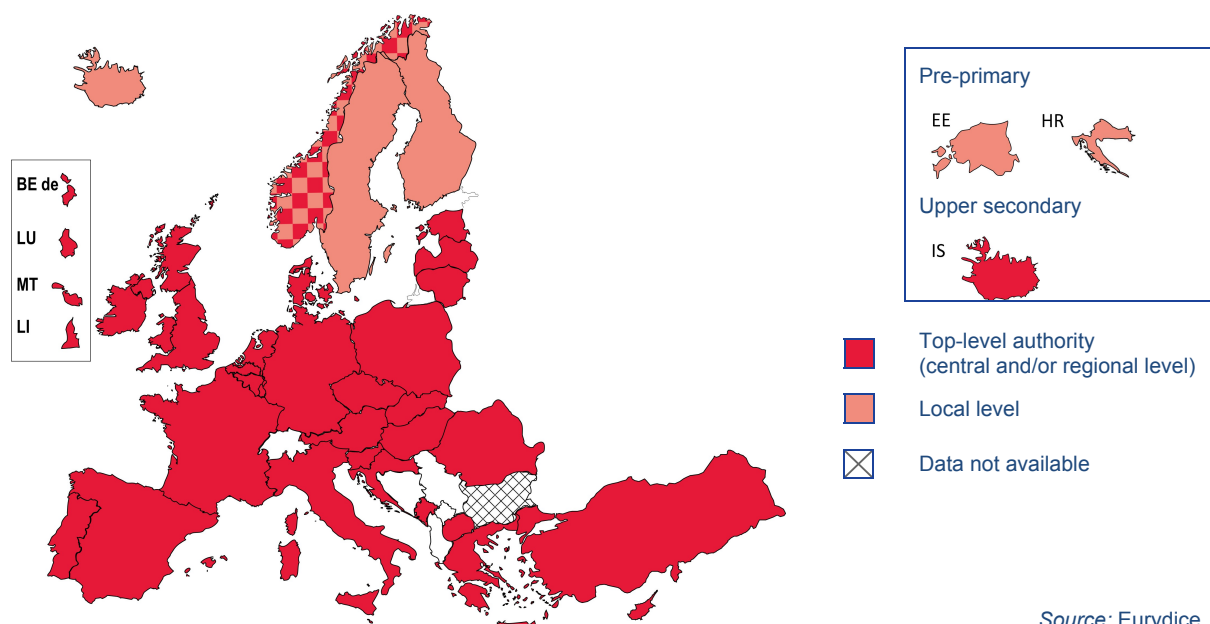 BE de
LU
MT
LI
Pre-primary
EE
HR
Upper secondary
IS
Top-level authority
(central and/or regional level)
Local level
Data not available
Source: Eurydice